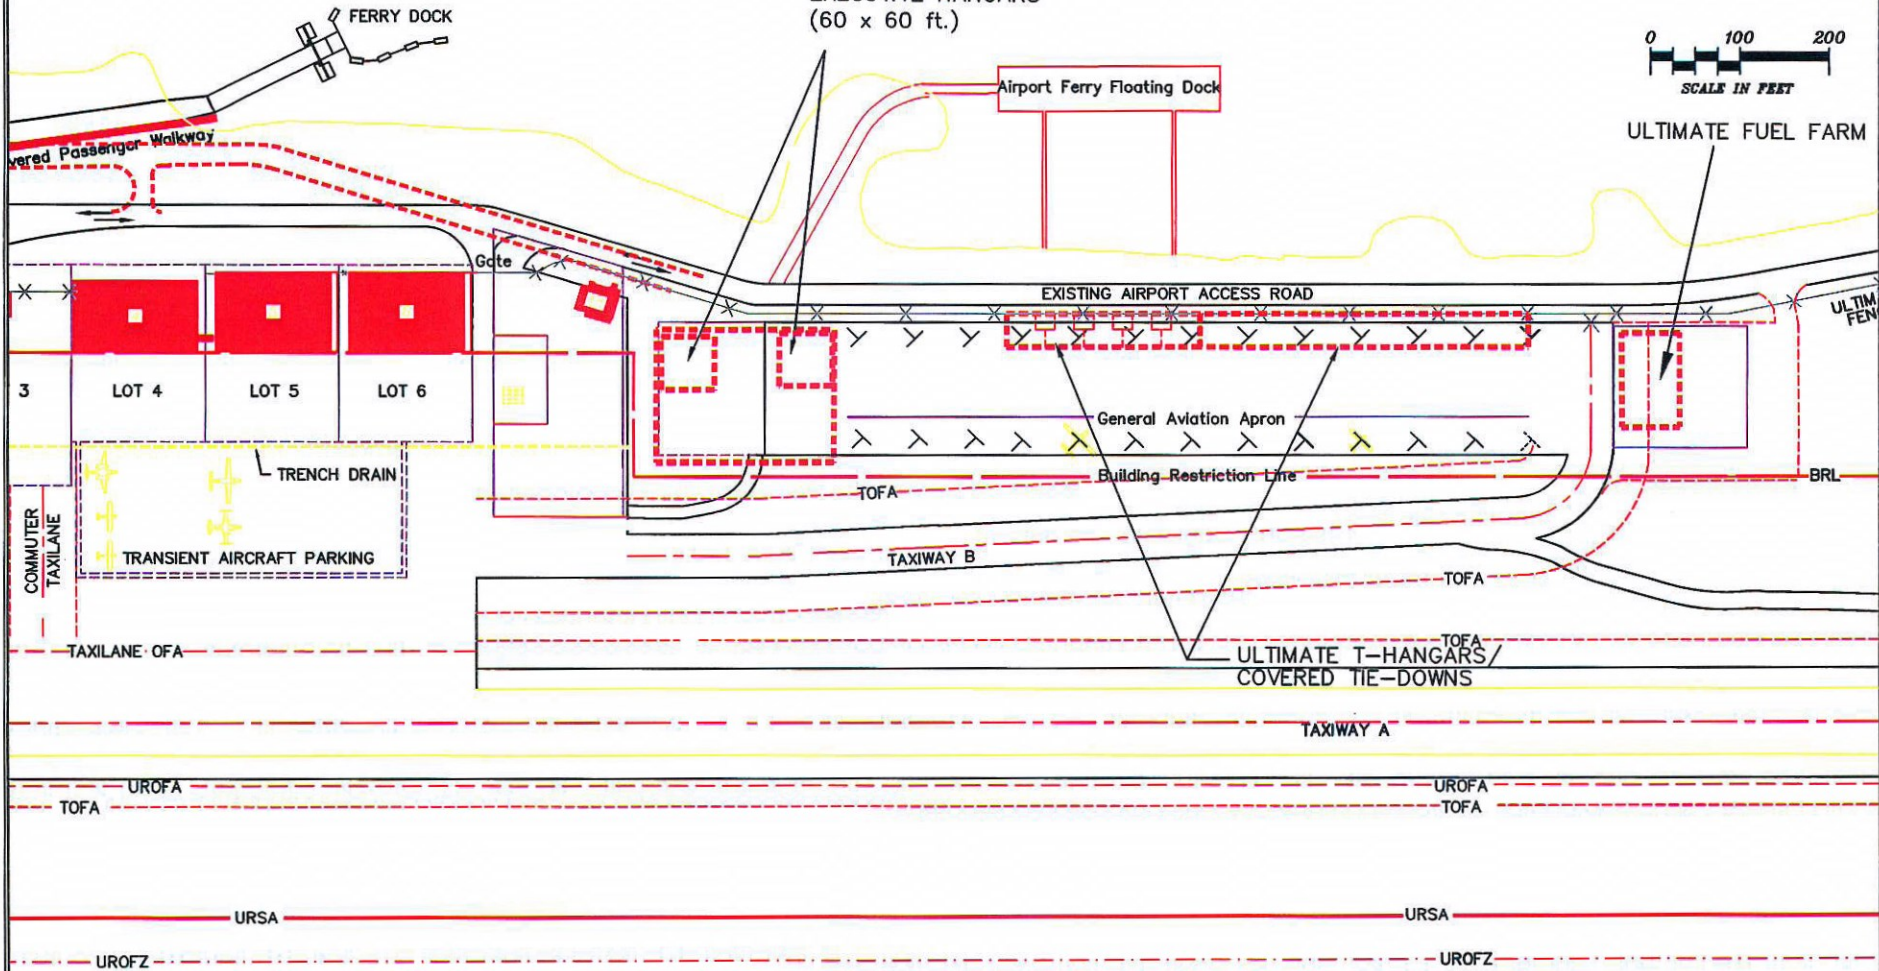 FERRY DOCK
(60 x 60 ft.)
0 100 200
SCALE IN FEET
Airport Ferry Floating Dock
ULTIMATE FUEL FARM
Passenger Walkway
Gate
EXISTING AIRPORT ACCESS ROAD
3
LOT 4
LOT 5
LOT 6
General Aviation Apron
TRENCH DRAIN
Building Restriction Line
BRL
TOFA
COMMUTER
TAXILANE
TRANSIENT AIRCRAFT PARKING
TAXIWAY B
TOFA
TOFA
TAXILANE OFA
ULTIMATE T-HANGARS/
COVERED TIE-DOWNS
TAXIWAY A
UROFA
UROFA
TOFA
TOFA
URSA
URSA
UROFZ
UROFZ